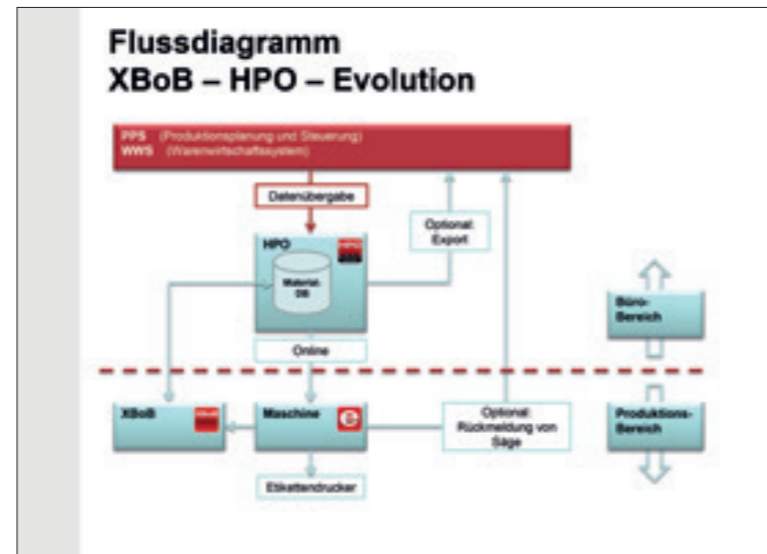 Flussdiagramm
XBoB – HPO – Evolution
PPS (Produktionsplanung und Steuerung)
WWS (Warenwirtschaftssystem)
Datenübergabe
HPO
HPO
Material-
DB
Optional:
Export
Online
Büro-
Bereich
XBoB
Maschine
e
Optional:
Rückmeldung von
Säge
Produktions-
Bereich
Etikettendrucker